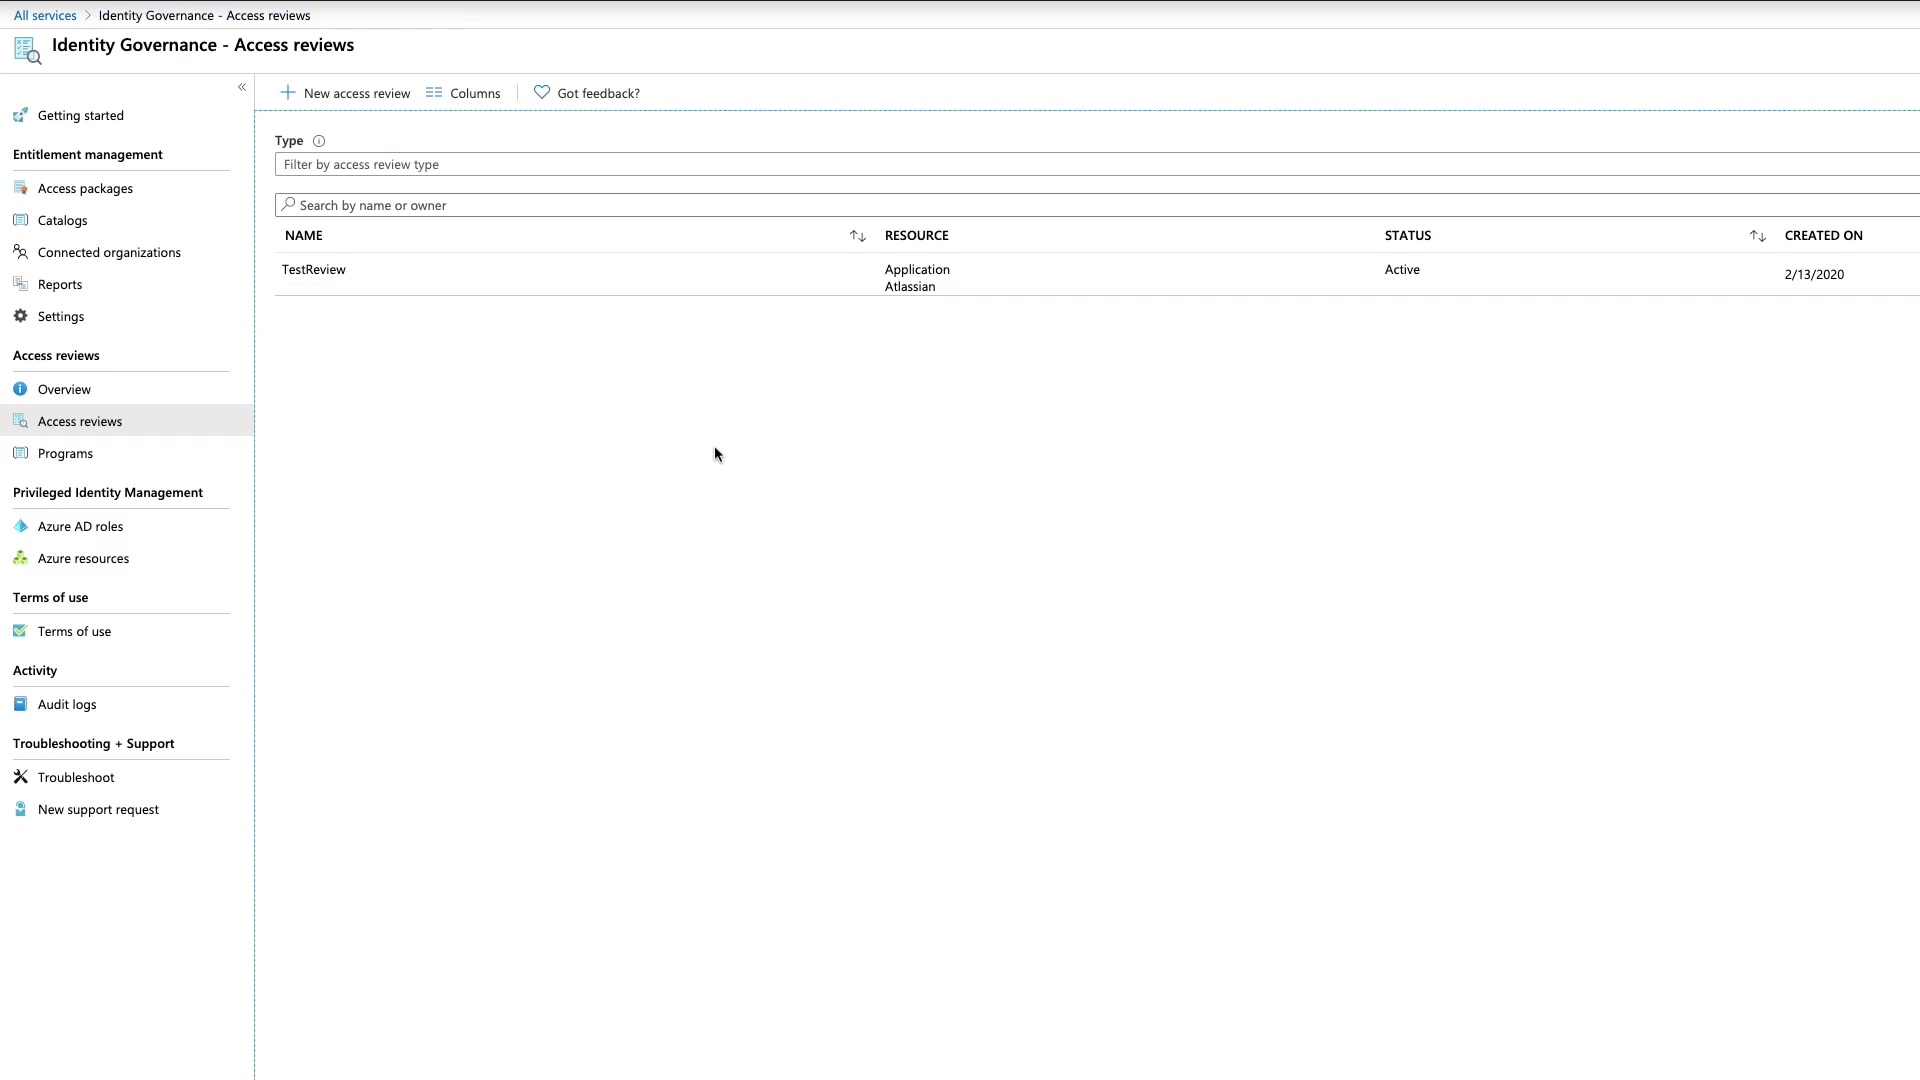 All services > Identity Governance - Access reviews
Identity Governance - Access reviews
«
Getting started
Entitlement management
Access packages
Catalogs
Connected organizations
Reports
Settings
Access reviews
Overview
Access reviews
Programs
Privileged Identity Management
Azure AD roles
Azure resources
Terms of use
Terms of use
Activity
Audit logs
Troubleshooting + Support
Troubleshoot
New support request
New access review Columns Got feedback?
Type
Filter by access review type
Search by name or owner
NAME RESOURCE STATUS CREATED ON
TestReview Application Active 2/13/2020
Atlassian